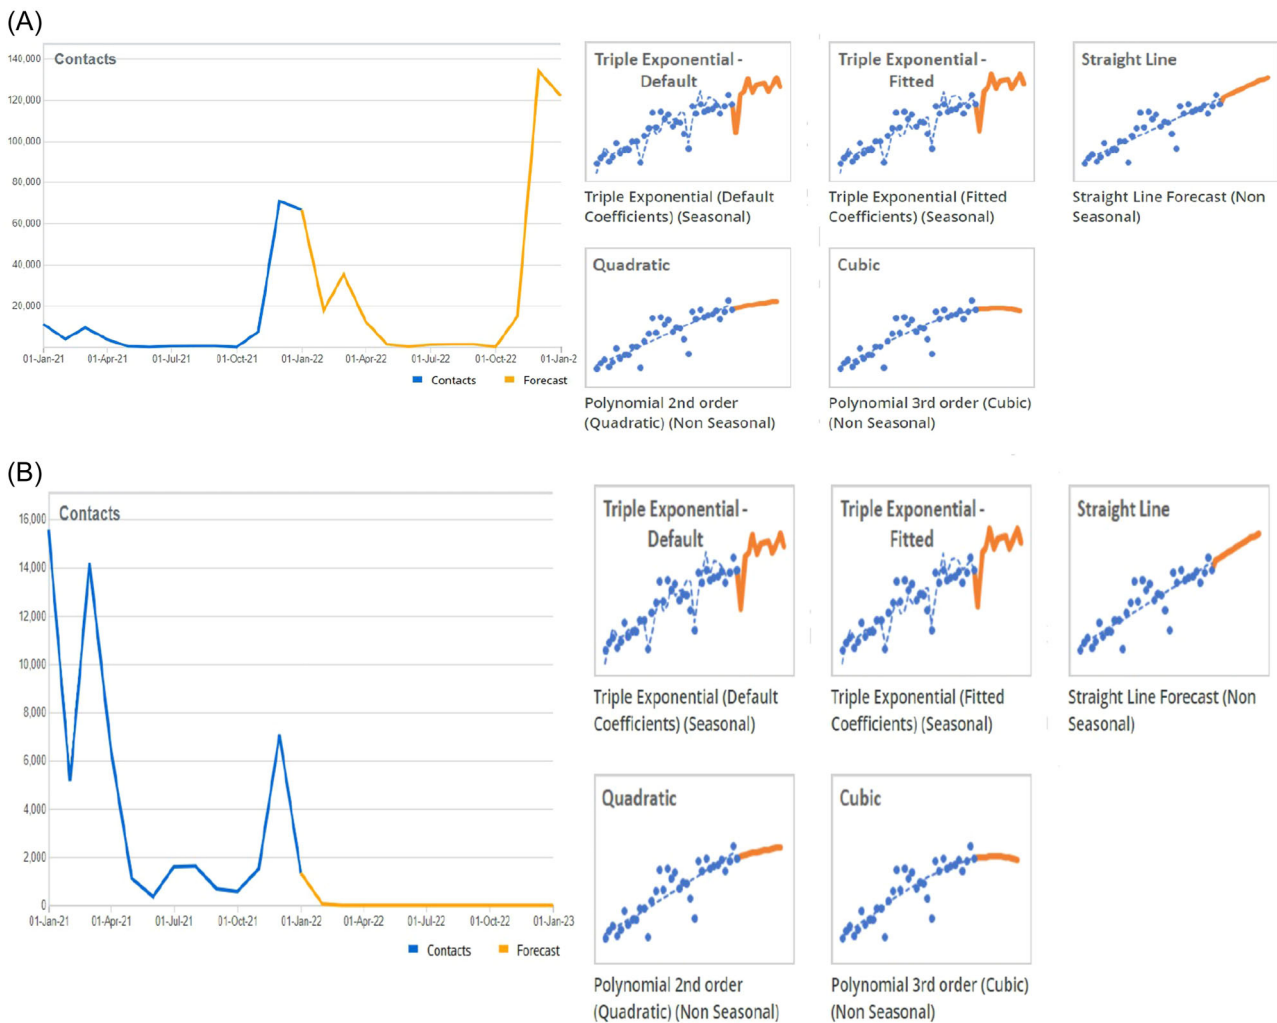 (A)
Contacts
140,000
120,000
100,000
80,000
60,000
40,000
20,000
0
01-Jan-21 01-Apr-21 01-Jul-21 01-Oct-21 01-Jan-22 01-Apr-22 01-Jul-22 01-Oct-22 01-Jan-2
Contacts Forecast
Triple Exponential -
Default
Triple Exponential (Default
Coefficients) (Seasonal)
Triple Exponential -
Fitted
Triple Exponential (Fitted
Coefficients) (Seasonal)
Straight Line
Straight Line Forecast (Non
Seasonal)
Quadratic
Polynomial 2nd order
(Quadratic) (Non Seasonal)
Cubic
Polynomial 3rd order (Cubic)
(Non Seasonal)
(B)
Contacts
16,000
14,000
12,000
10,000
8,000
6,000
4,000
2,000
0
01-Jan-21 01-Apr-21 01-Jul-21 01-Oct-21 01-Jan-22 01-Apr-22 01-Jul-22 01-Oct-22 01-Jan-23
Contacts Forecast
Triple Exponential -
Default
Triple Exponential (Default
Coefficients) (Seasonal)
Triple Exponential -
Fitted
Triple Exponential (Fitted
Coefficients) (Seasonal)
Straight Line
Straight Line Forecast (Non
Seasonal)
Quadratic
Polynomial 2nd order
(Quadratic) (Non Seasonal)
Cubic
Polynomial 3rd order (Cubic)
(Non Seasonal)